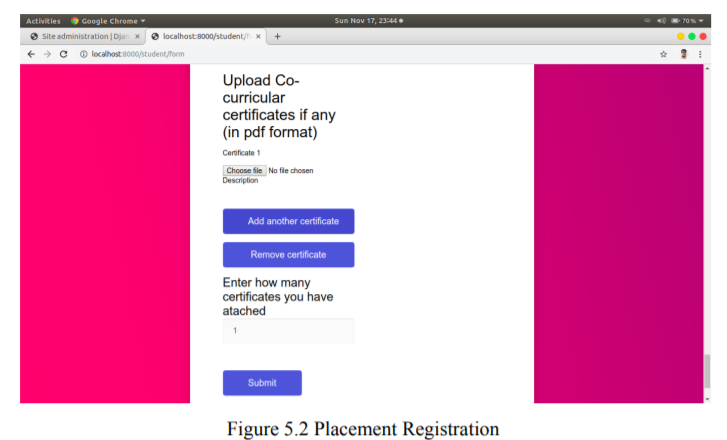 Activities Google Chrome ▾ Sun Nov 17, 23:44 ● 70% ▾
Site administration | Djan × localhost:8000/student/f × +
localhost:8000/student/form
Upload Co-
curricular
certificates if any
(in pdf format)
Certificate 1
Choose file No file chosen
Description
Add another certificate
Remove certificate
Enter how many
certificates you have
atached
1
Submit
Figure 5.2 Placement Registration